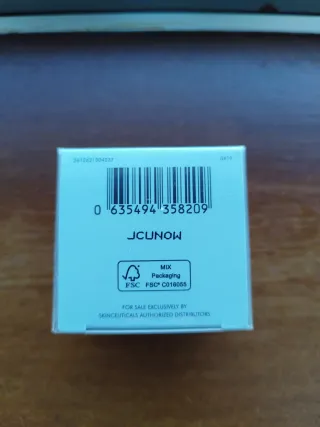 0 635494 358209
JCUNOW
MIX
Packaging
FSC® C016055
FSC
FOR SALE EXCLUSIVELY BY
SKINCEUTICALS AUTHORIZED DISTRIBUTORS